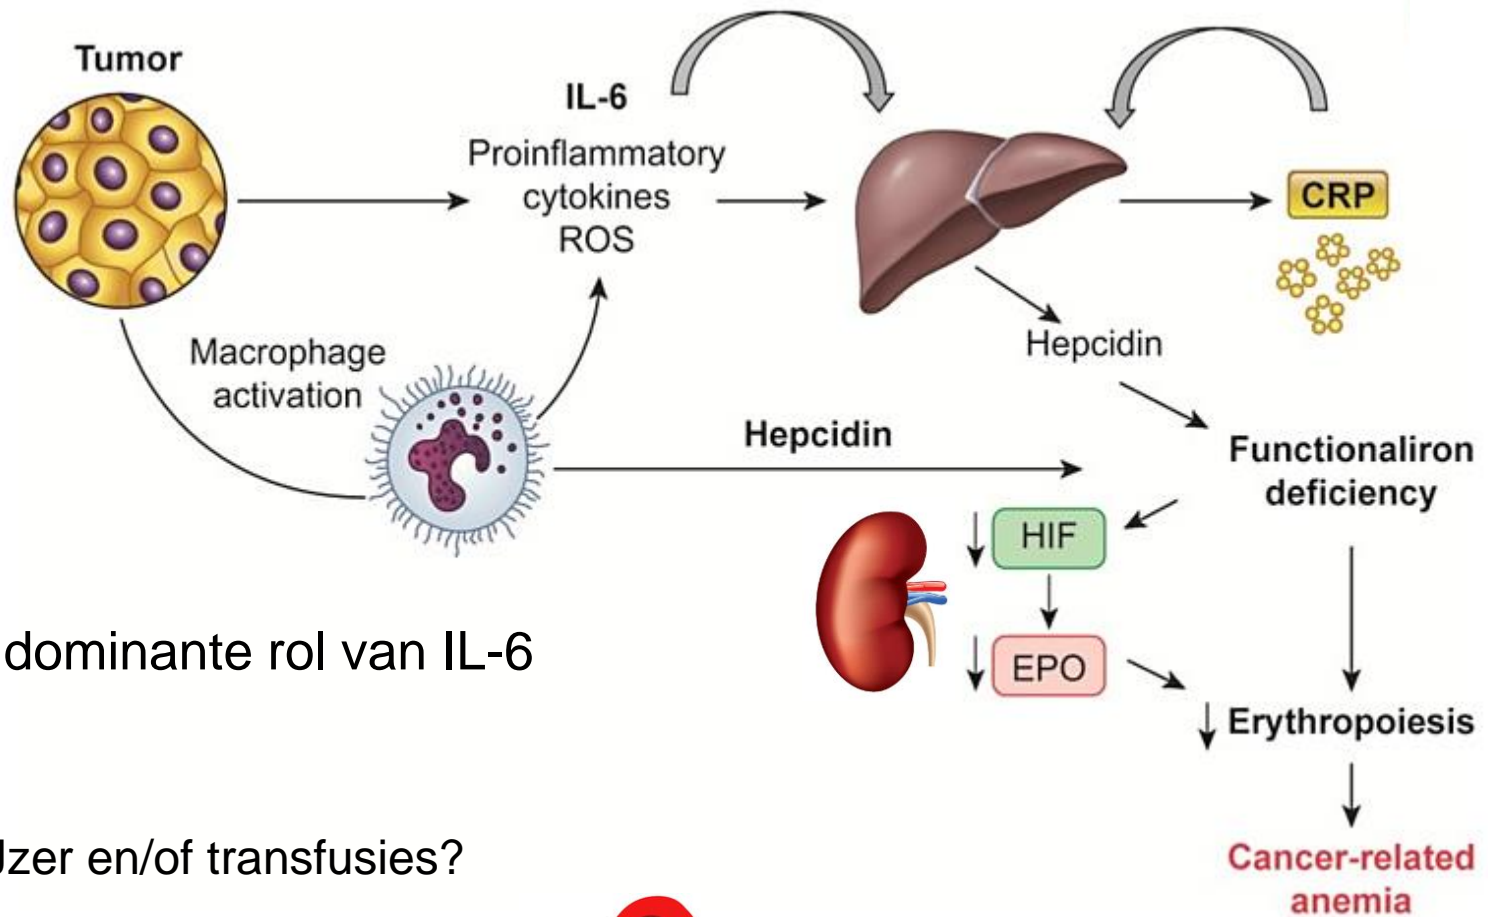 Tumor
IL-6
Proinflammatory
cytokines
ROS
CRP
Macrophage
activation
Hepcidin
Hepcidin
Functionaliron
deficiency
HIF
EPO
dominante rol van IL-6
Erythropoiesis
Jzer en/of transfusies?
Cancer-related
anemia